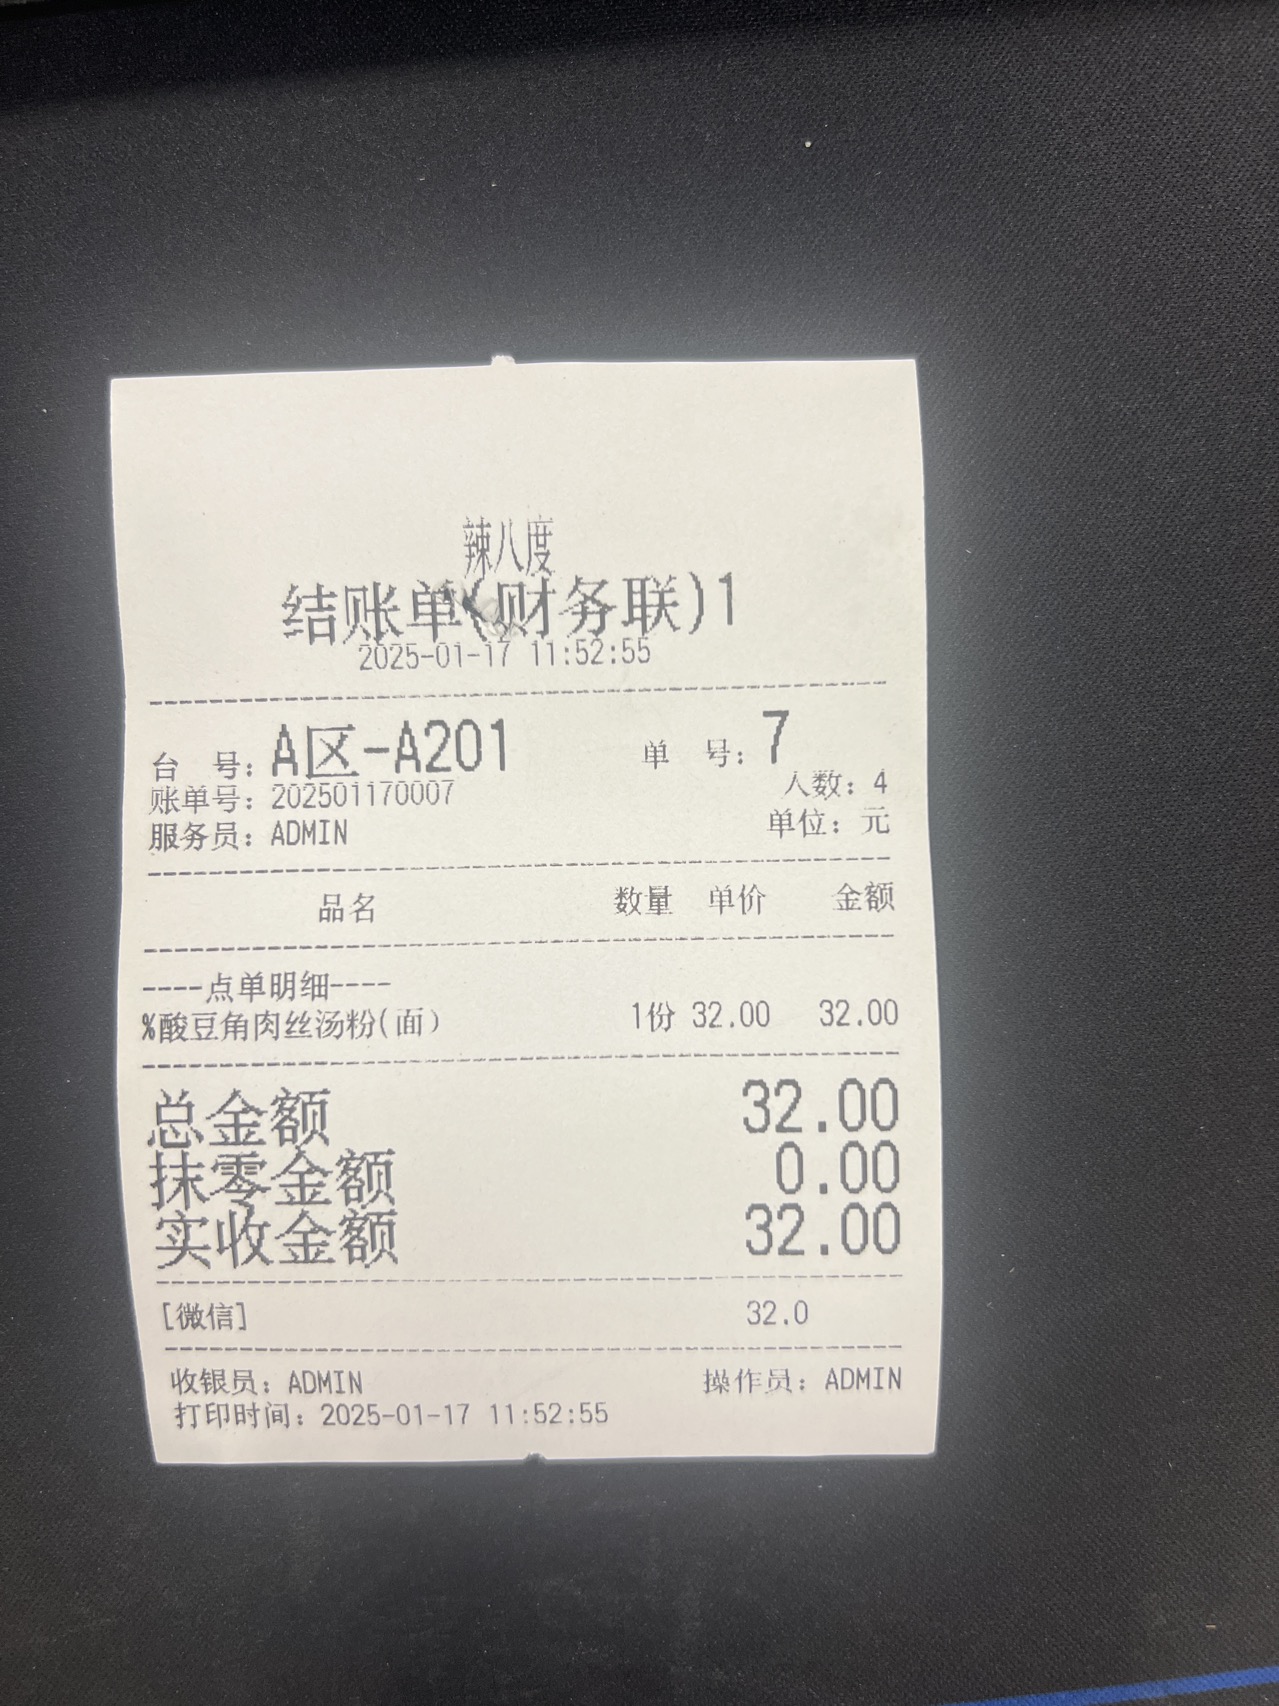 辣八度
结账单(财务联)1
2025-01-17 11:52:55
台 号: A区-A201 单 号: 7
账单号: 202501170007 人数: 4
服务员: ADMIN 单位: 元
品名 数量 单价 金额
----点单明细----
%酸豆角肉丝汤粉(面) 1份 32.00 32.00
总金额 32.00
抹零金额 0.00
实收金额 32.00
[微信] 32.0
收银员: ADMIN 操作员: ADMIN
打印时间: 2025-01-17 11:52:55